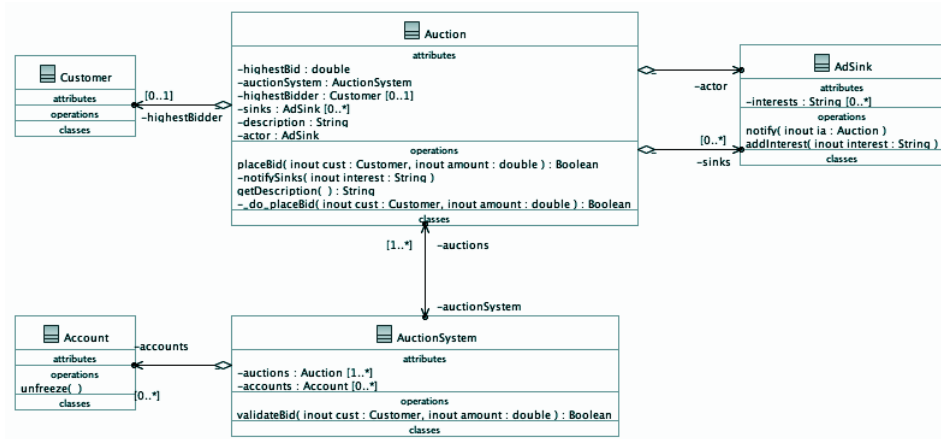 Auction
attributes
-highestBid : double
-auctionSystem : AuctionSystem
-highestBidder : Customer [0..1]
-sinks : AdSink [0..*]
-description : String
-actor : AdSink
operations
placeBid( inout cust : Customer, inout amount : double ) : Boolean
-notifySinks( inout interest : String )
getDescription( ) : String
-_do_placeBid( inout cust : Customer, inout amount : double ) : Boolean
classes
Customer
attributes
operations
classes
[0..1]
-highestBidder
AdSink
attributes
-interests : String [0..*]
operations
notify( inout ia : Auction )
addInterest( inout interest : String )
classes
-actor
[0..*]
-sinks
[1..*]
-auctions
-auctionSystem
Account
attributes
operations
unfreeze( )
classes
-accounts
[0..*]
AuctionSystem
attributes
-auctions : Auction [1..*]
-accounts : Account [0..*]
operations
validateBid( inout cust : Customer, inout amount : double ) : Boolean
classes